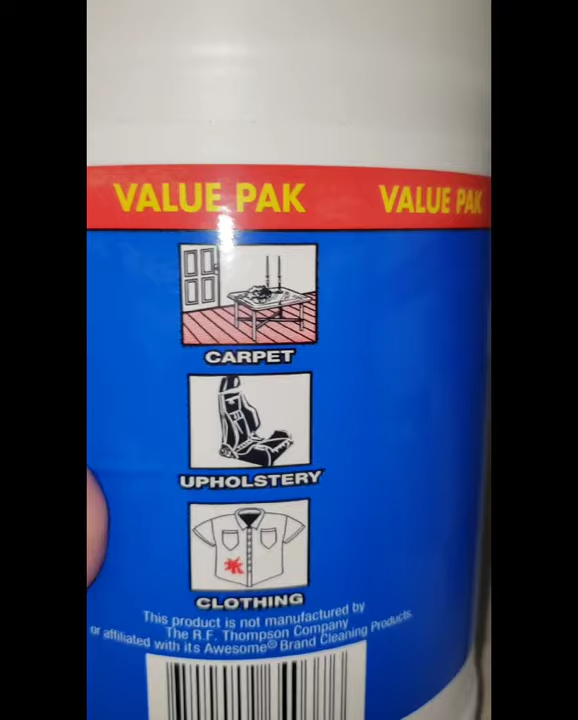 VALUE PAK VALUE PAK
CARPET
UPHOLSTERY
CLOTHING
This product is not manufactured by
The R.F. Thompson Company
or affiliated with its Awesome® Brand Cleaning Products.